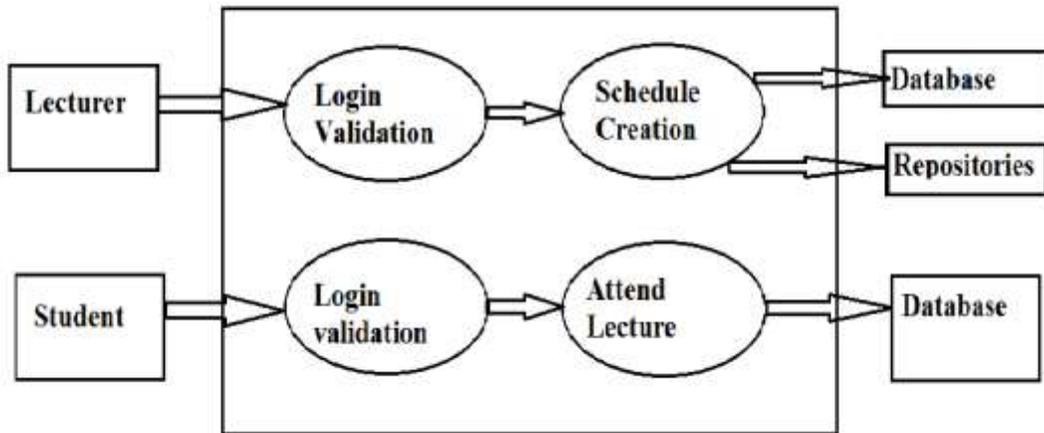 Lecturer
Login
Validation
Schedule
Creation
Database
Repositories
Student
Login
validation
Attend
Lecture
Database